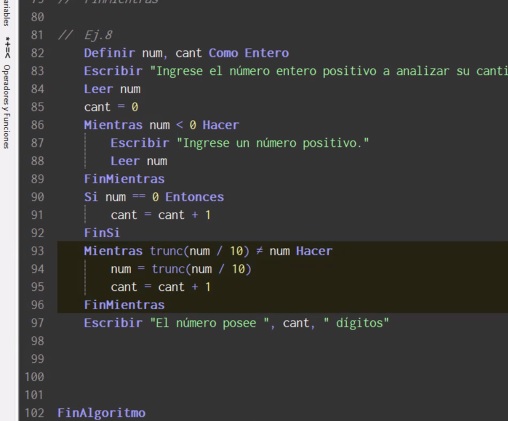 79 // FinMientras
80
81 // Ej.8
82 Definir num, cant Como Entero
83 Escribir "Ingrese el número entero positivo a analizar su canti
84 Leer num
85 cant = 0
86 Mientras num < 0 Hacer
87 Escribir "Ingrese un número positivo."
88 Leer num
89 FinMientras
90 Si num == 0 Entonces
91 cant = cant + 1
92 FinSi
93 Mientras trunc(num / 10) ≠ num Hacer
94 num = trunc(num / 10)
95 cant = cant + 1
96 FinMientras
97 Escribir "El número posee ", cant, " dígitos"
98
99
100
101
102 FinAlgoritmo
ariables
*+=< Operadores y Funciones